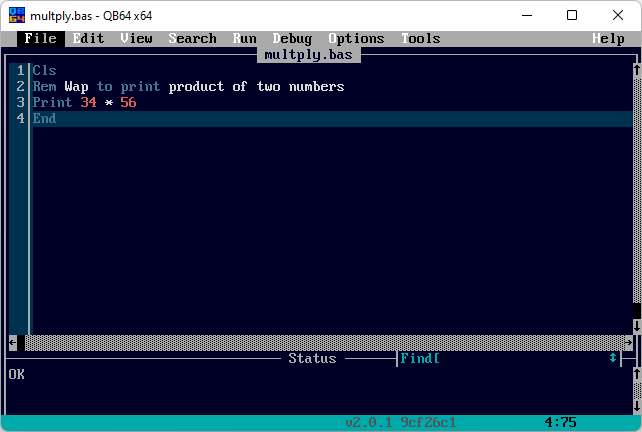 multply.bas - QB64 x64
File Edit View Search Run Debug Options Tools Help
multply.bas
1 Cls
2 Rem Wap to print product of two numbers
3 Print 34 * 56
4 End
Status Find[
OK
v2.0.1 9cf26c1 4:75